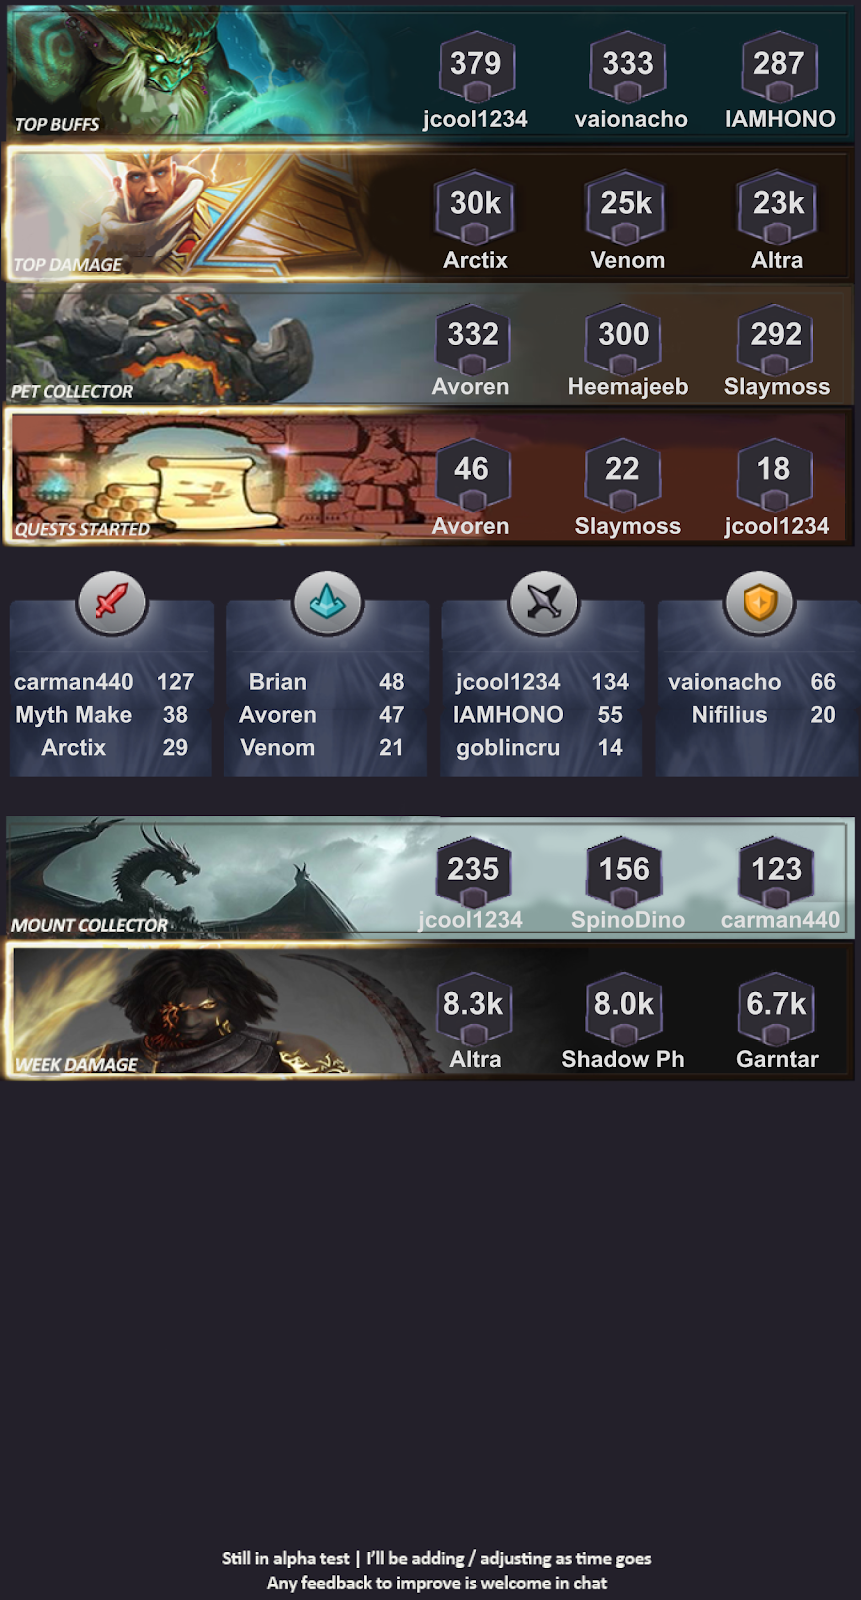 379 333 287
TOP BUFFS jcool1234 vaionacho IAMHONO
30k 25k 23k
TOP DAMAGE Arctix Venom Altra
332 300 292
PET COLLECTOR Avoren Heemajeeb Slaymoss
46 22 18
QUESTS STARTED Avoren Slaymoss jcool1234
carman440 127
Myth Make 38
Arctix 29
Brian 48
Avoren 47
Venom 21
jcool1234 134
IAMHONO 55
goblincru 14
vaionacho 66
Nifilius 20
235 156 123
MOUNT COLLECTOR jcool1234 SpinoDino carman440
8.3k 8.0k 6.7k
WEEK DAMAGE Altra Shadow Ph Garntar
Still in alpha test | I'll be adding / adjusting as time goes
Any feedback to improve is welcome in chat